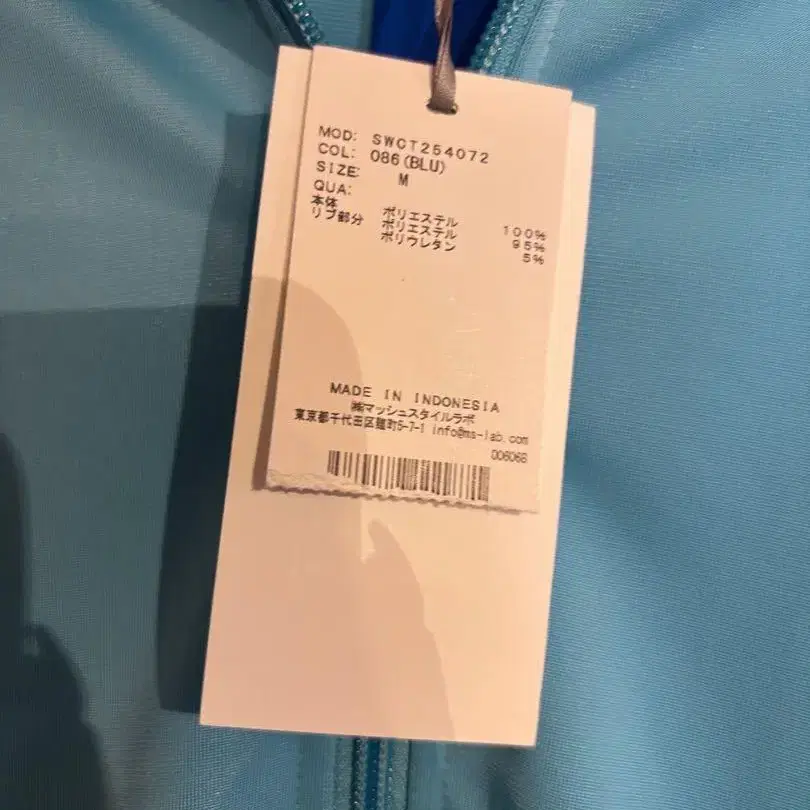 MOD: SWCT254072
COL: 086(BLU)
SIZE: M
QUA:
本体 ポリエステル 100%
リブ部分 ポリエステル 95%
ポリウレタン 5%
MADE IN INDONESIA
㈱マッシュスタイルラボ
東京都千代田区麹町5-7-1 info@ms-lab.com
006068